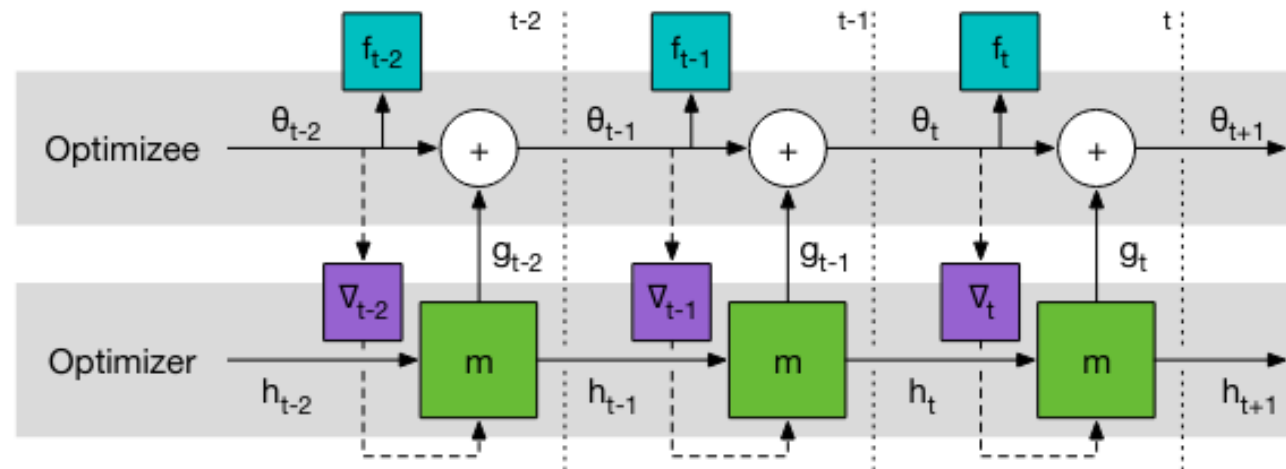 t-2 t-1 t
f_{t-2} f_{t-1} f_t
θ_{t-2} θ_{t-1} θ_t θ_{t+1}
Optimizee + + +
g_{t-2} g_{t-1} g_t
∇_{t-2} ∇_{t-1} ∇_t
Optimizer m m m
h_{t-2} h_{t-1} h_t h_{t+1}